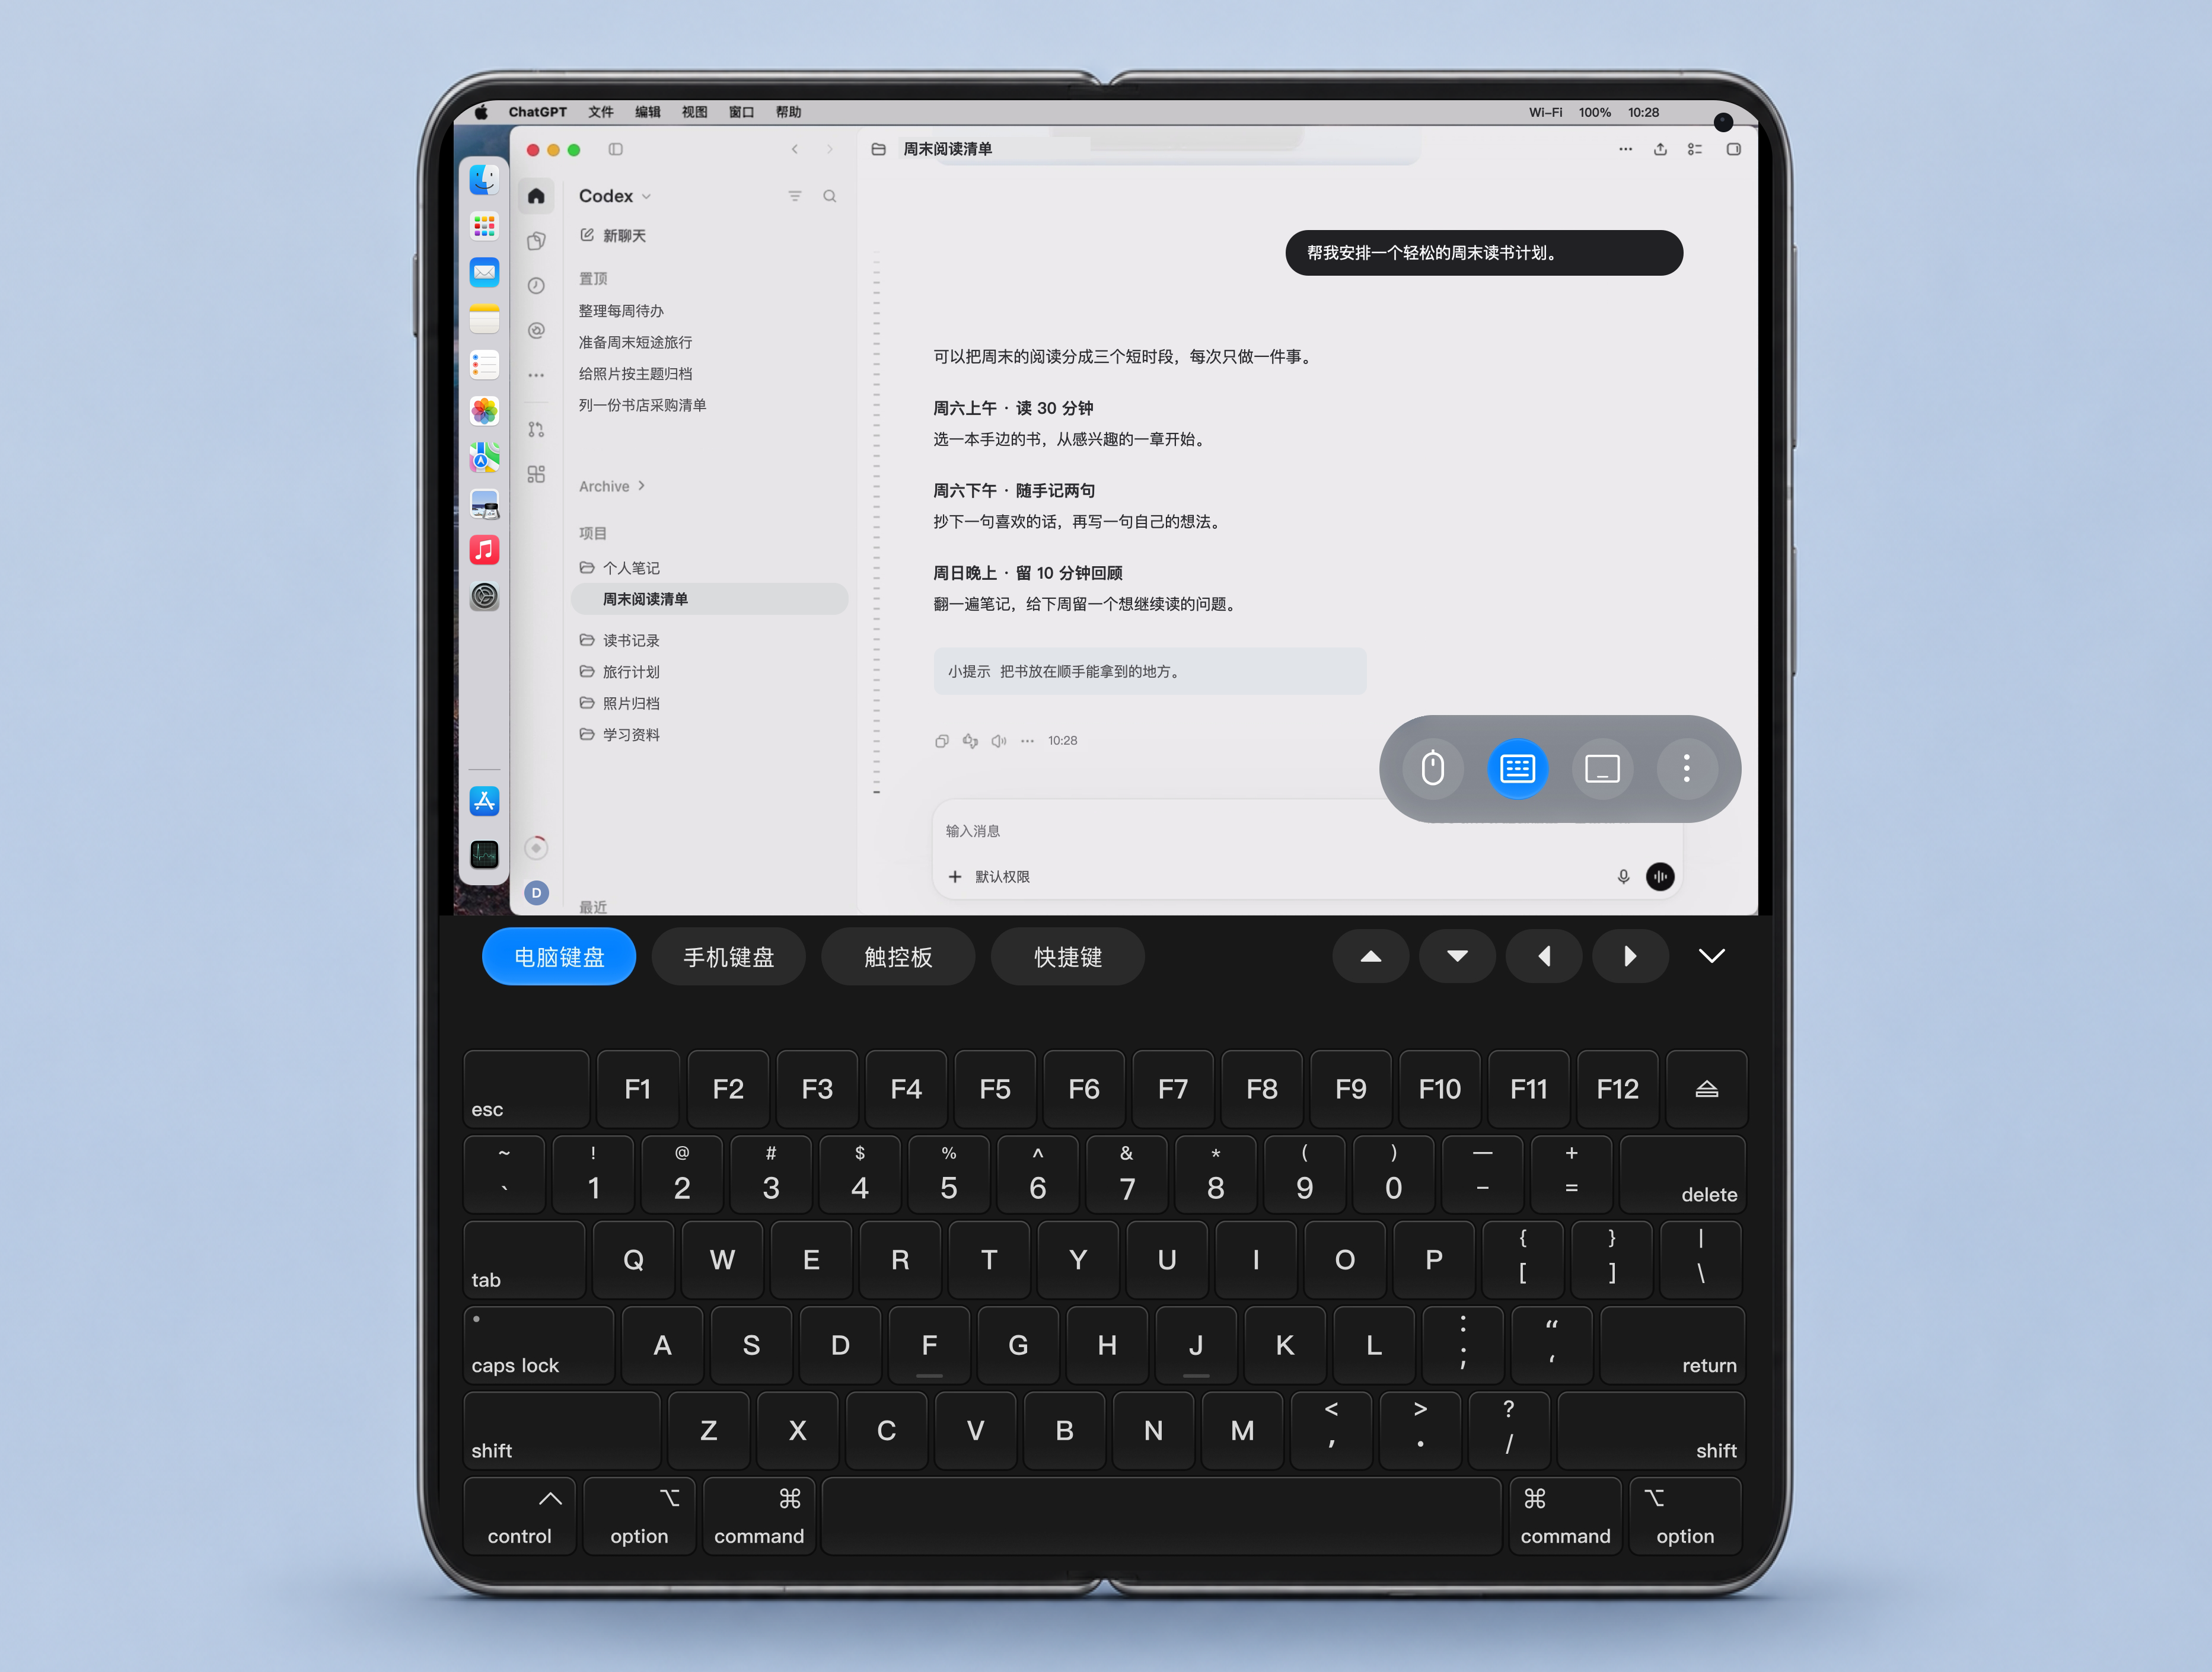 ChatGPT 文件 编辑 视图 窗口 帮助
Wi-Fi 100% 10:28
周末阅读清单
Codex
新聊天
置顶
整理每周待办
准备周末短途旅行
给照片按主题归档
列一份书店采购清单
Archive
项目
个人笔记
周末阅读清单
读书记录
旅行计划
照片归档
学习资料
D
最近
帮我安排一个轻松的周末读书计划。
可以把周末的阅读分成三个短时段，每次只做一件事。
周六上午 · 读 30 分钟
选一本手边的书，从感兴趣的一章开始。
周六下午 · 随手记两句
抄下一句喜欢的话，再写一句自己的想法。
周日晚上 · 留 10 分钟回顾
翻一遍笔记，给下周留一个想继续读的问题。
小提示 把书放在顺手能拿到的地方。
10:28
输入消息
+ 默认权限
电脑键盘 手机键盘 触控板 快捷键
esc F1 F2 F3 F4 F5 F6 F7 F8 F9 F10 F11 F12
~ ! @ # $ % ^ & * ( ) — +
` 1 2 3 4 5 6 7 8 9 0 – = delete
{ } |
tab Q W E R T Y U I O P [ ] \
: “
caps lock A S D F G H J K L ; ‘ return
< > ?
shift Z X C V B N M , . / shift
⌥ ⌘ ⌘ ⌥
control option command command option